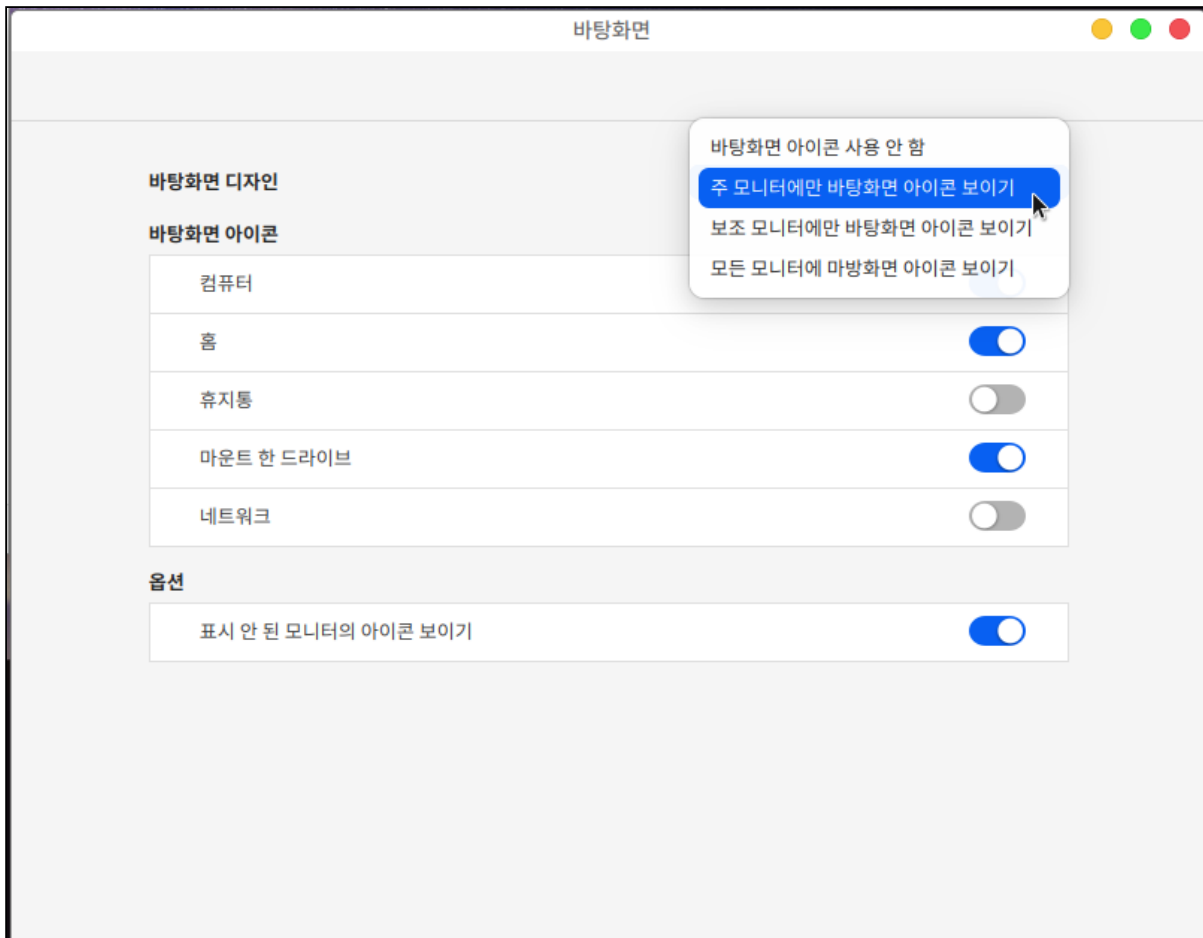 바탕화면
바탕화면 아이콘 사용 안 함
바탕화면 디자인
주 모니터에만 바탕화면 아이콘 보이기
보조 모니터에만 바탕화면 아이콘 보이기
모든 모니터에 마방화면 아이콘 보이기
바탕화면 아이콘
컴퓨터
홈
휴지통
마운트 한 드라이브
네트워크
옵션
표시 안 된 모니터의 아이콘 보이기